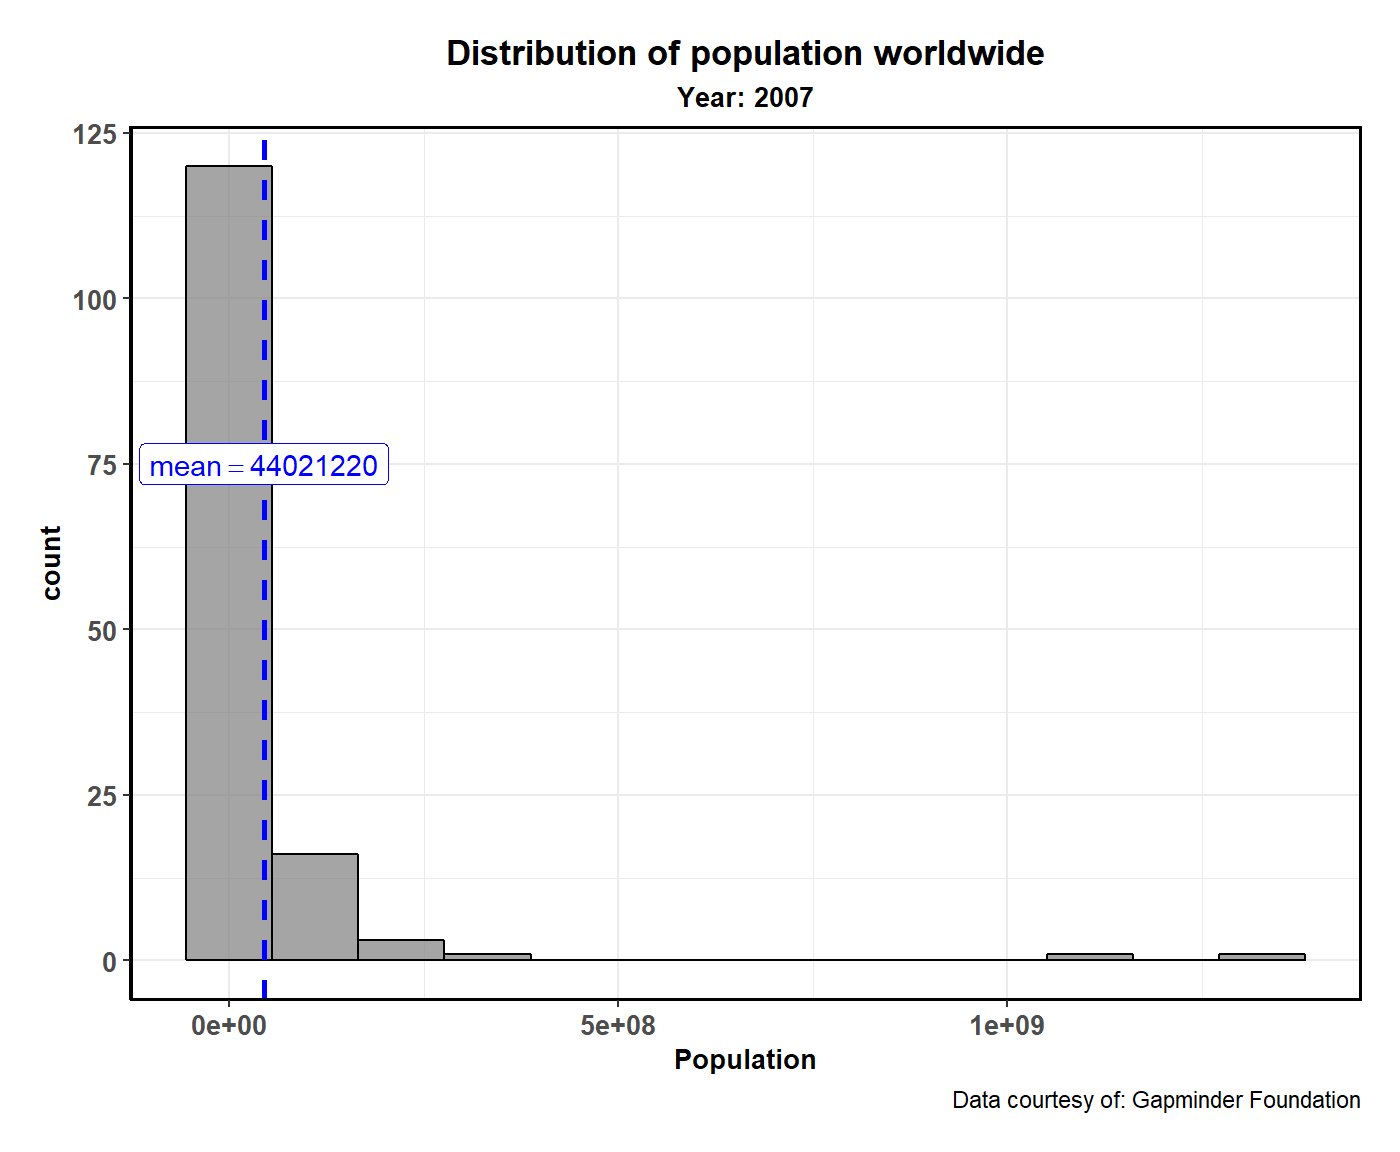 Distribution of population worldwide
Year: 2007
125
100
75
50
25
0
count
mean = 44021220
0e+00 5e+08 1e+09
Population
Data courtesy of: Gapminder Foundation